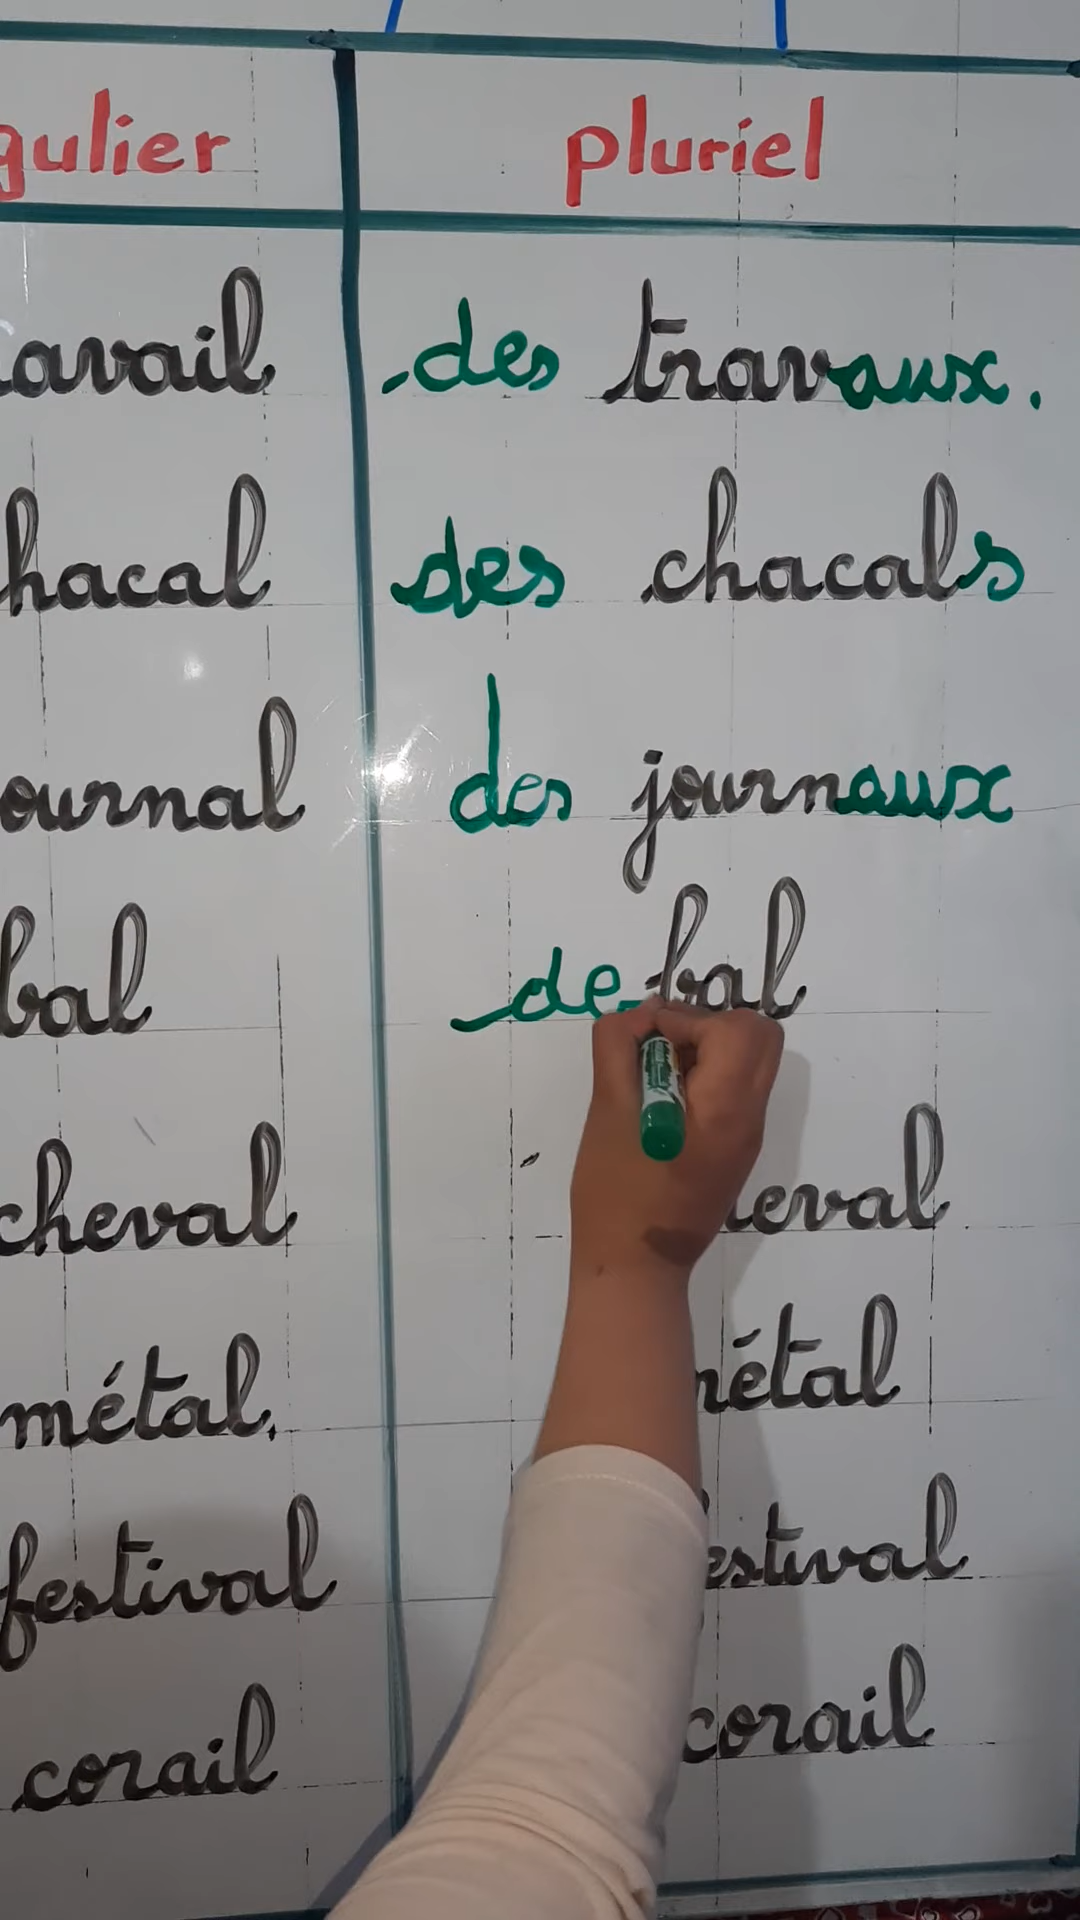 gulier pluriel
avail des travaux.
hacal des chacals
ournal des journaux
bal de bal
cheval eval
métal étal
festival estival
corail corail